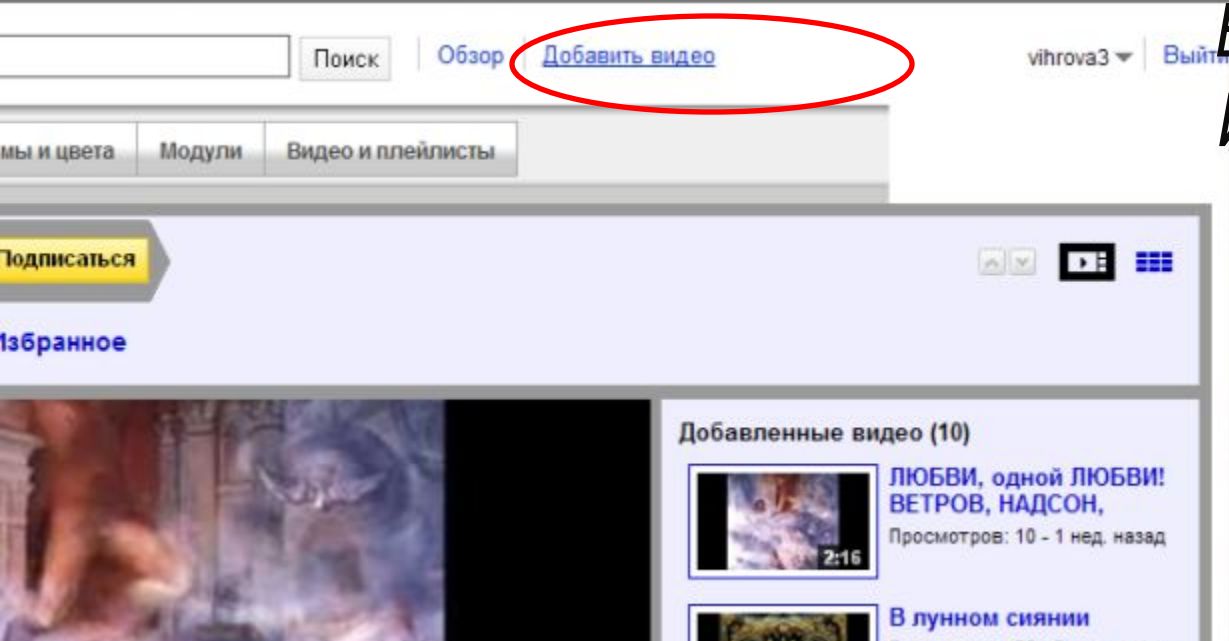 Поиск
Обзор
Добавить видео
vihrova3
Выйти
мы и цвета
Модули
Видео и плейлисты
Подписаться
Избранное
Добавленные видео (10)
ЛЮБВИ, одной ЛЮБВИ!
ВЕТРОВ, НАДСОН,
Просмотров: 10 - 1 нед. назад
2:16
В лунном сиянии